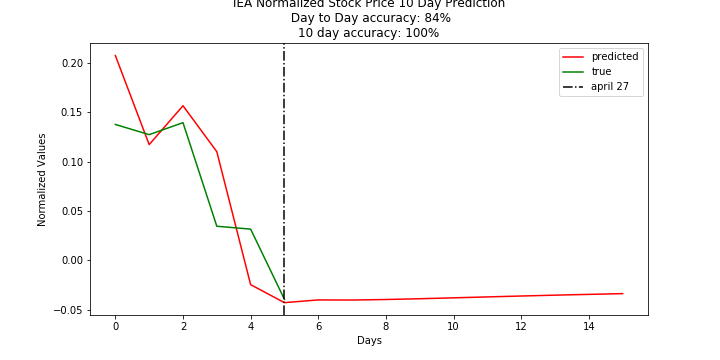 IEA Normalized Stock Price 10 Day Prediction
Day to Day accuracy: 84%
10 day accuracy: 100%
predicted
true
april 27
Normalized Values
0.20
0.15
0.10
0.05
0.00
−0.05
0 2 4 6 8 10 12 14
Days